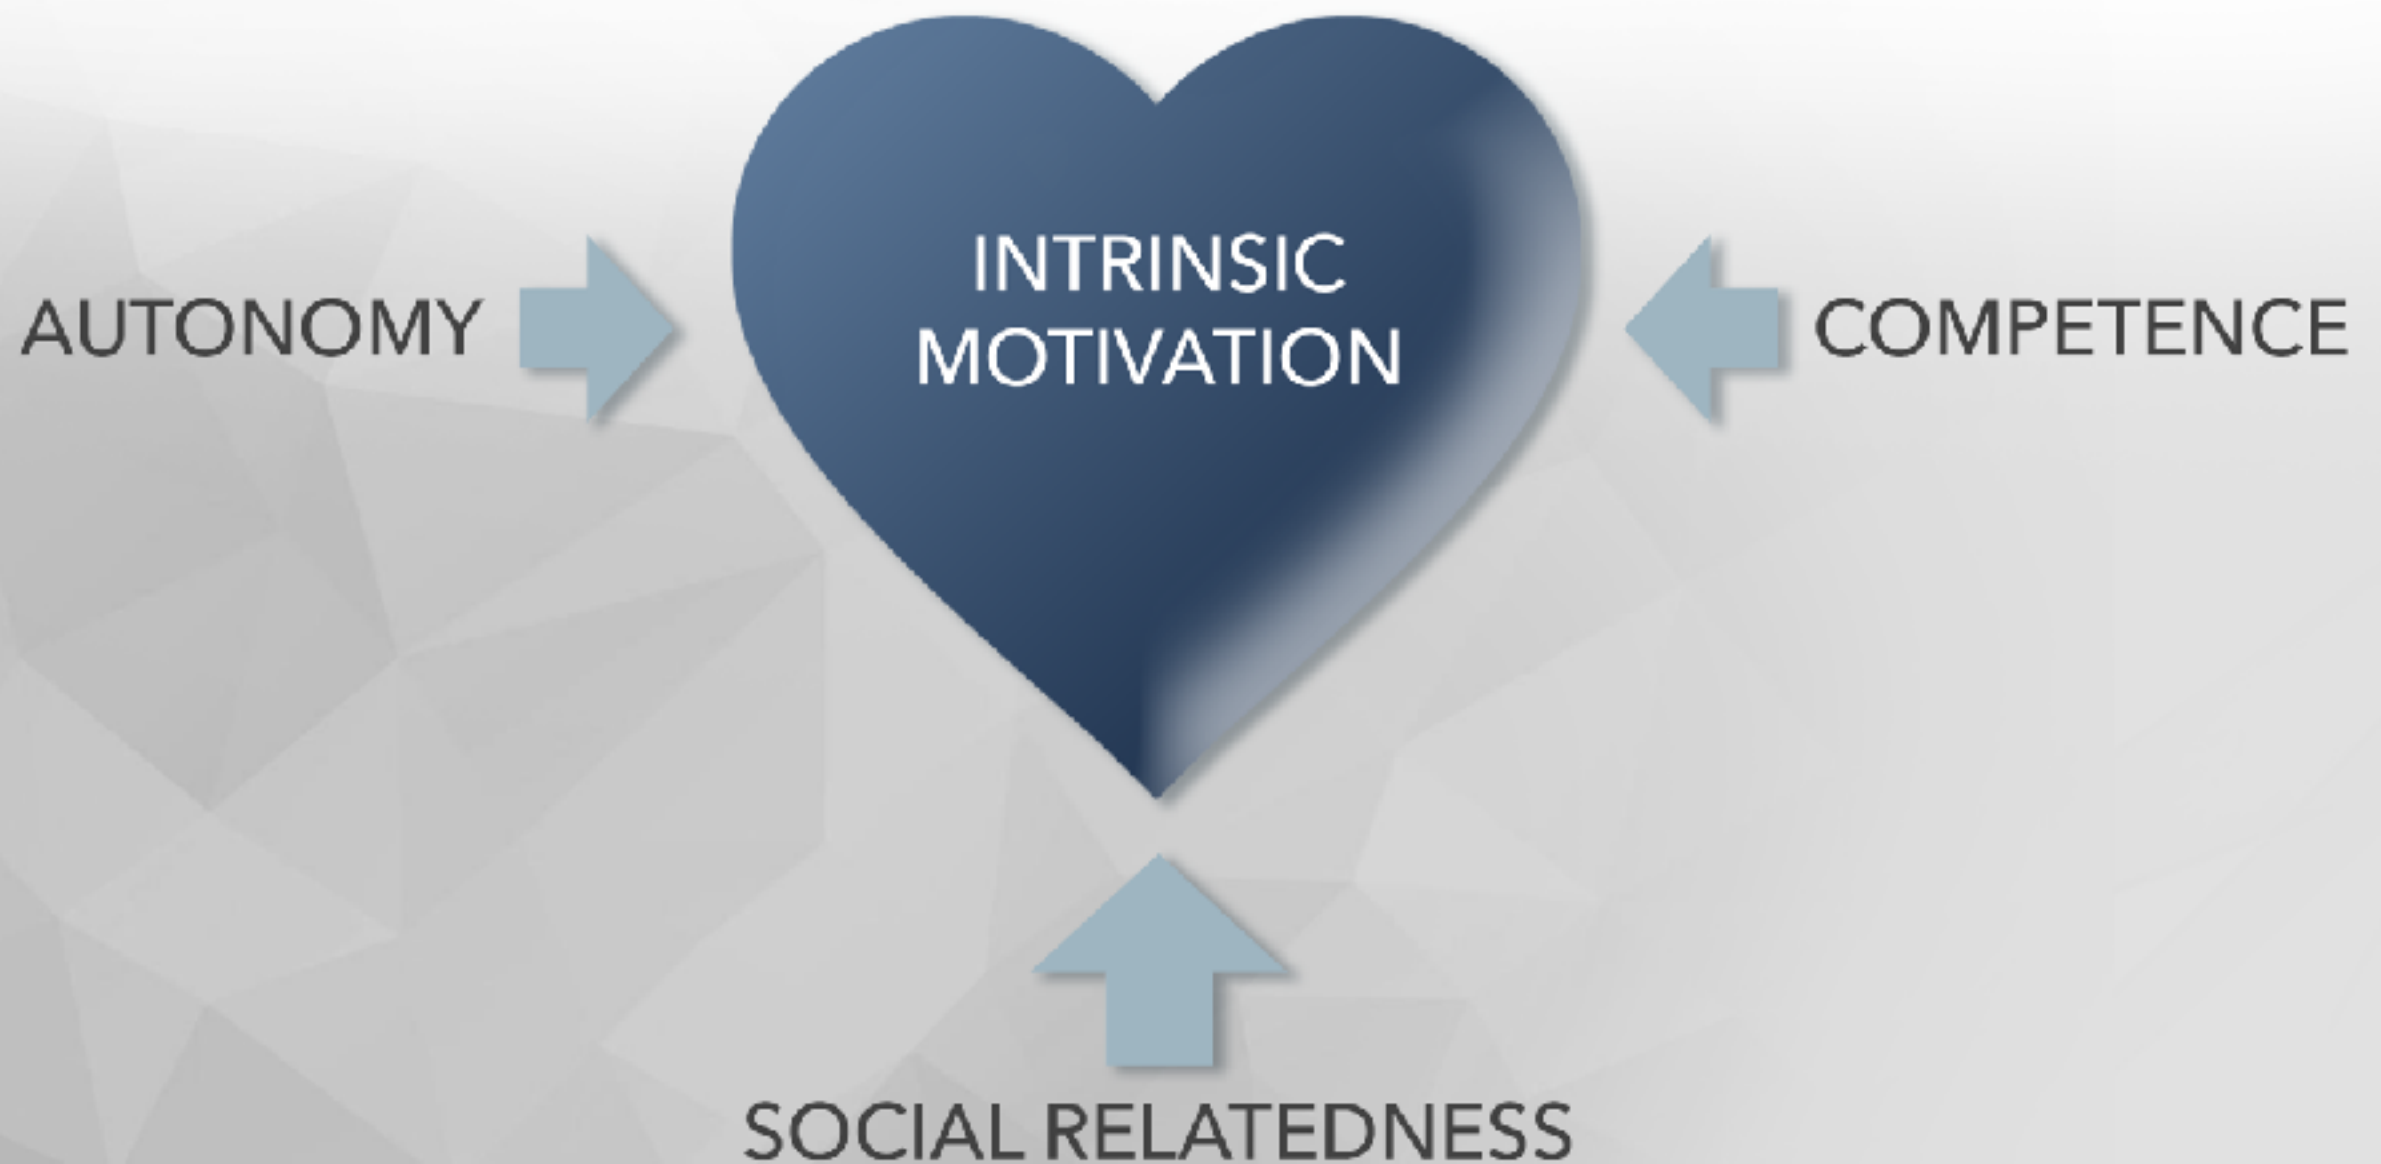 INTRINSIC
MOTIVATION
AUTONOMY
COMPETENCE
SOCIAL RELATEDNESS